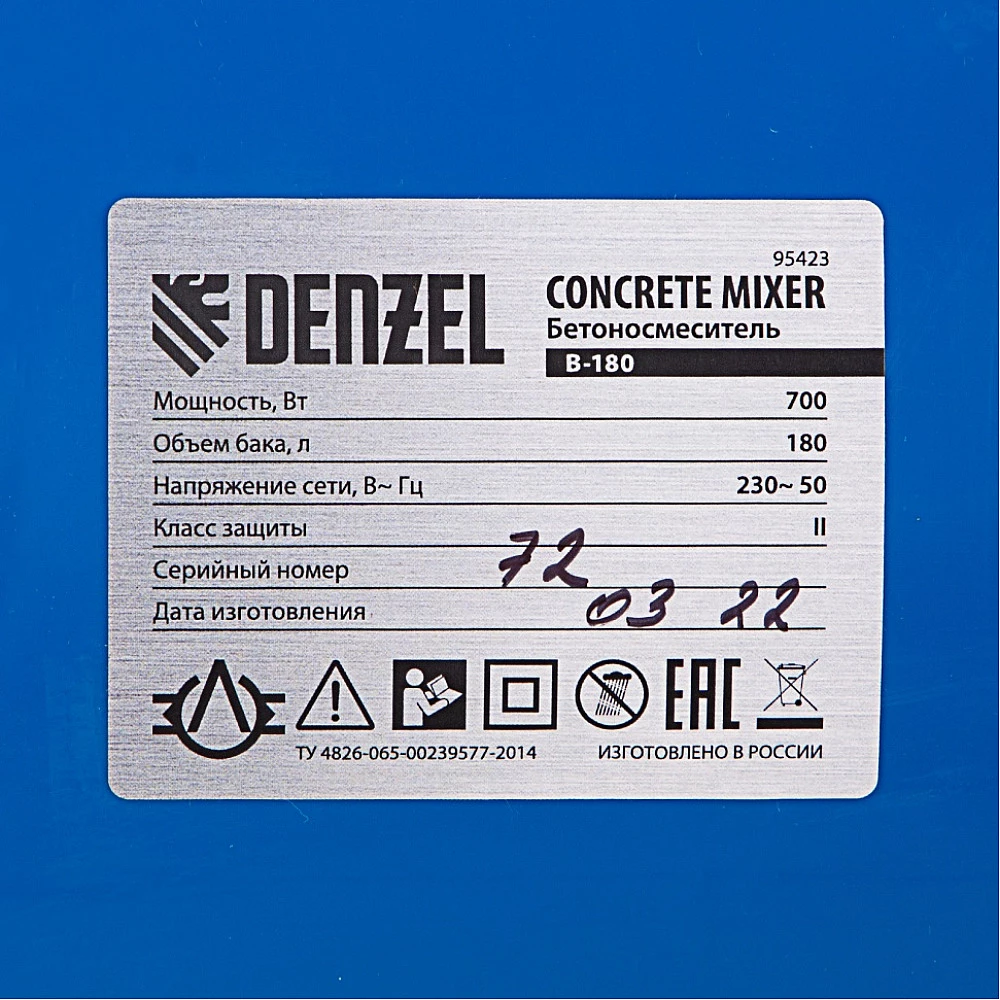 95423
DENZEL
CONCRETE MIXER
Бетоносмеситель
B-180
Мощность, Вт 700
Объем бака, л 180
Напряжение сети, В~ Гц 230~ 50
Класс защиты II
Серийный номер 72
Дата изготовления 03 22
EAC
ТУ 4826-065-00239577-2014 ИЗГОТОВЛЕНО В РОССИИ